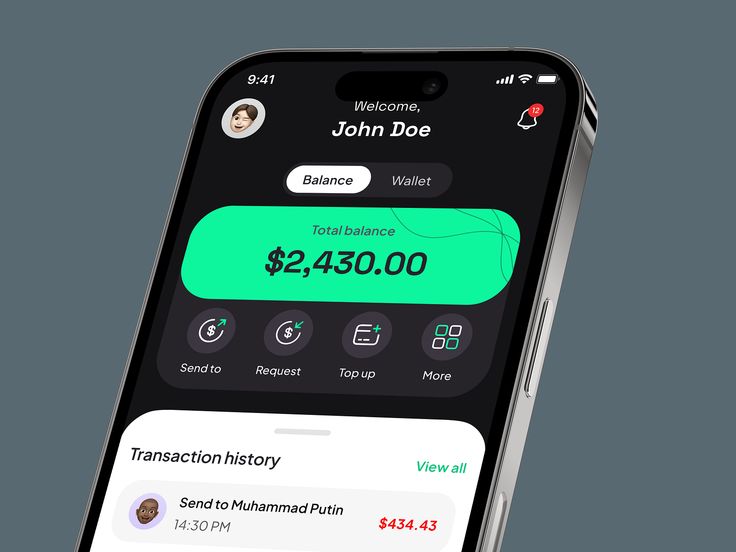 9:41
12
Welcome,
John Doe
Balance
Wallet
Total balance
$2,430.00
$
$
Send to
Request
Top up
More
Transaction history
View all
Send to Muhammad Putin
14:30 PM
$434.43